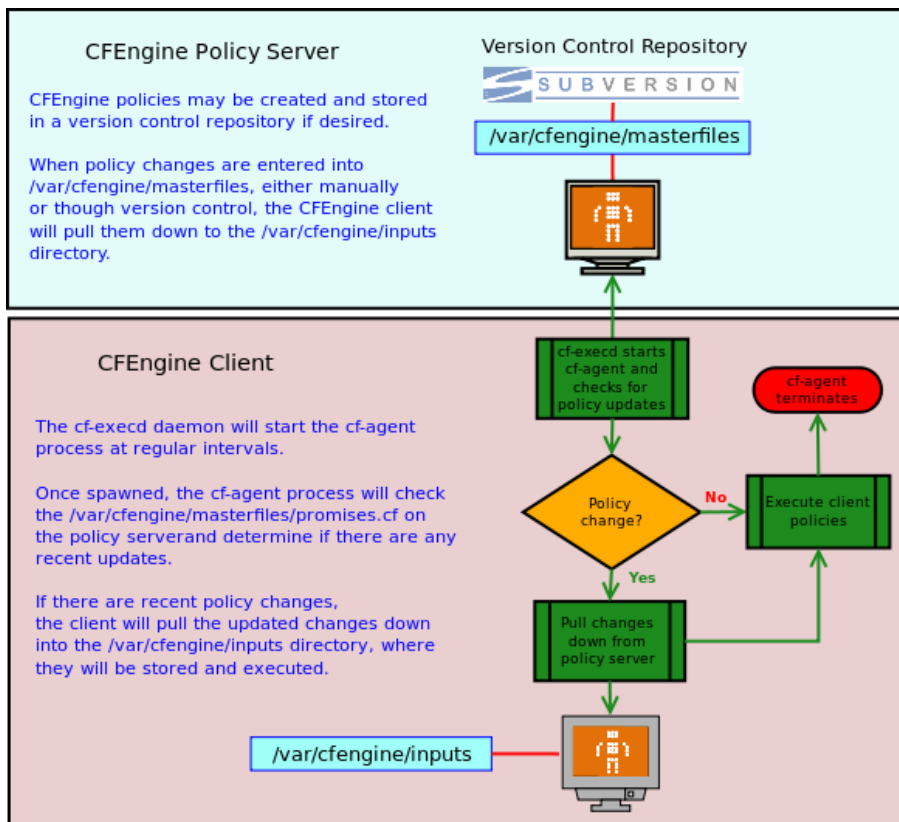 CFEngine Policy Server
CFEngine policies may be created and stored
in a version control repository if desired.
When policy changes are entered into
/var/cfengine/masterfiles, either manually
or though version control, the CFEngine client
will pull them down to the /var/cfengine/inputs
directory.
Version Control Repository
SUBVERSION
/var/cfengine/masterfiles
CFEngine Client
The cf-execd daemon will start the cf-agent
process at regular intervals.
Once spawned, the cf-agent process will check
the /var/cfengine/masterfiles/promises.cf on
the policy serverand determine if there are any
recent updates.
If there are recent policy changes,
the client will pull the updated changes down
into the /var/cfengine/inputs directory, where
they will be stored and executed.
cf-execd starts
cf-agent and
checks for
policy updates
Policy
change?
No
Execute client
policies
cf-agent
terminates
Yes
Pull changes
down from
policy server
/var/cfengine/inputs